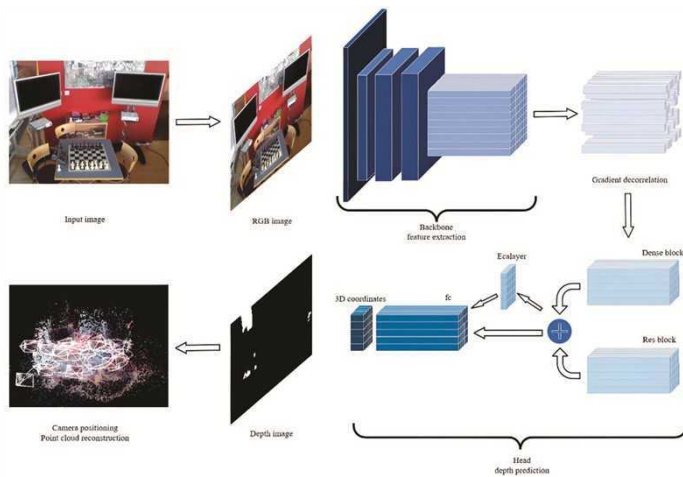 Input image
RGB image
Backbone
feature extraction
Gradient decorrelation
Dense block
Ecalayer
3D coordinates
fc
Res block
Camera positioning
Point cloud reconstruction
Depth image
Head
depth prediction